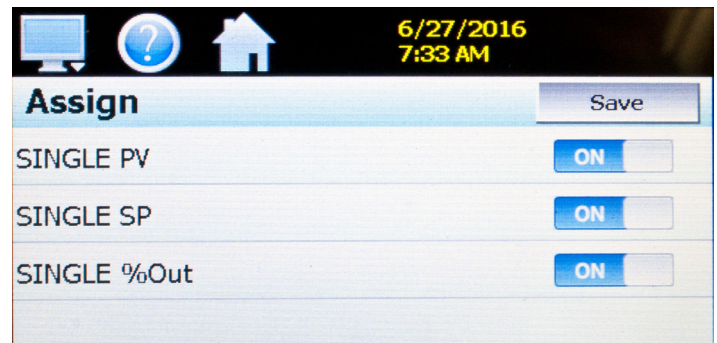 ?
6/27/2016
7:33 AM
Assign
Save
SINGLE PV
ON
SINGLE SP
ON
SINGLE %Out
ON